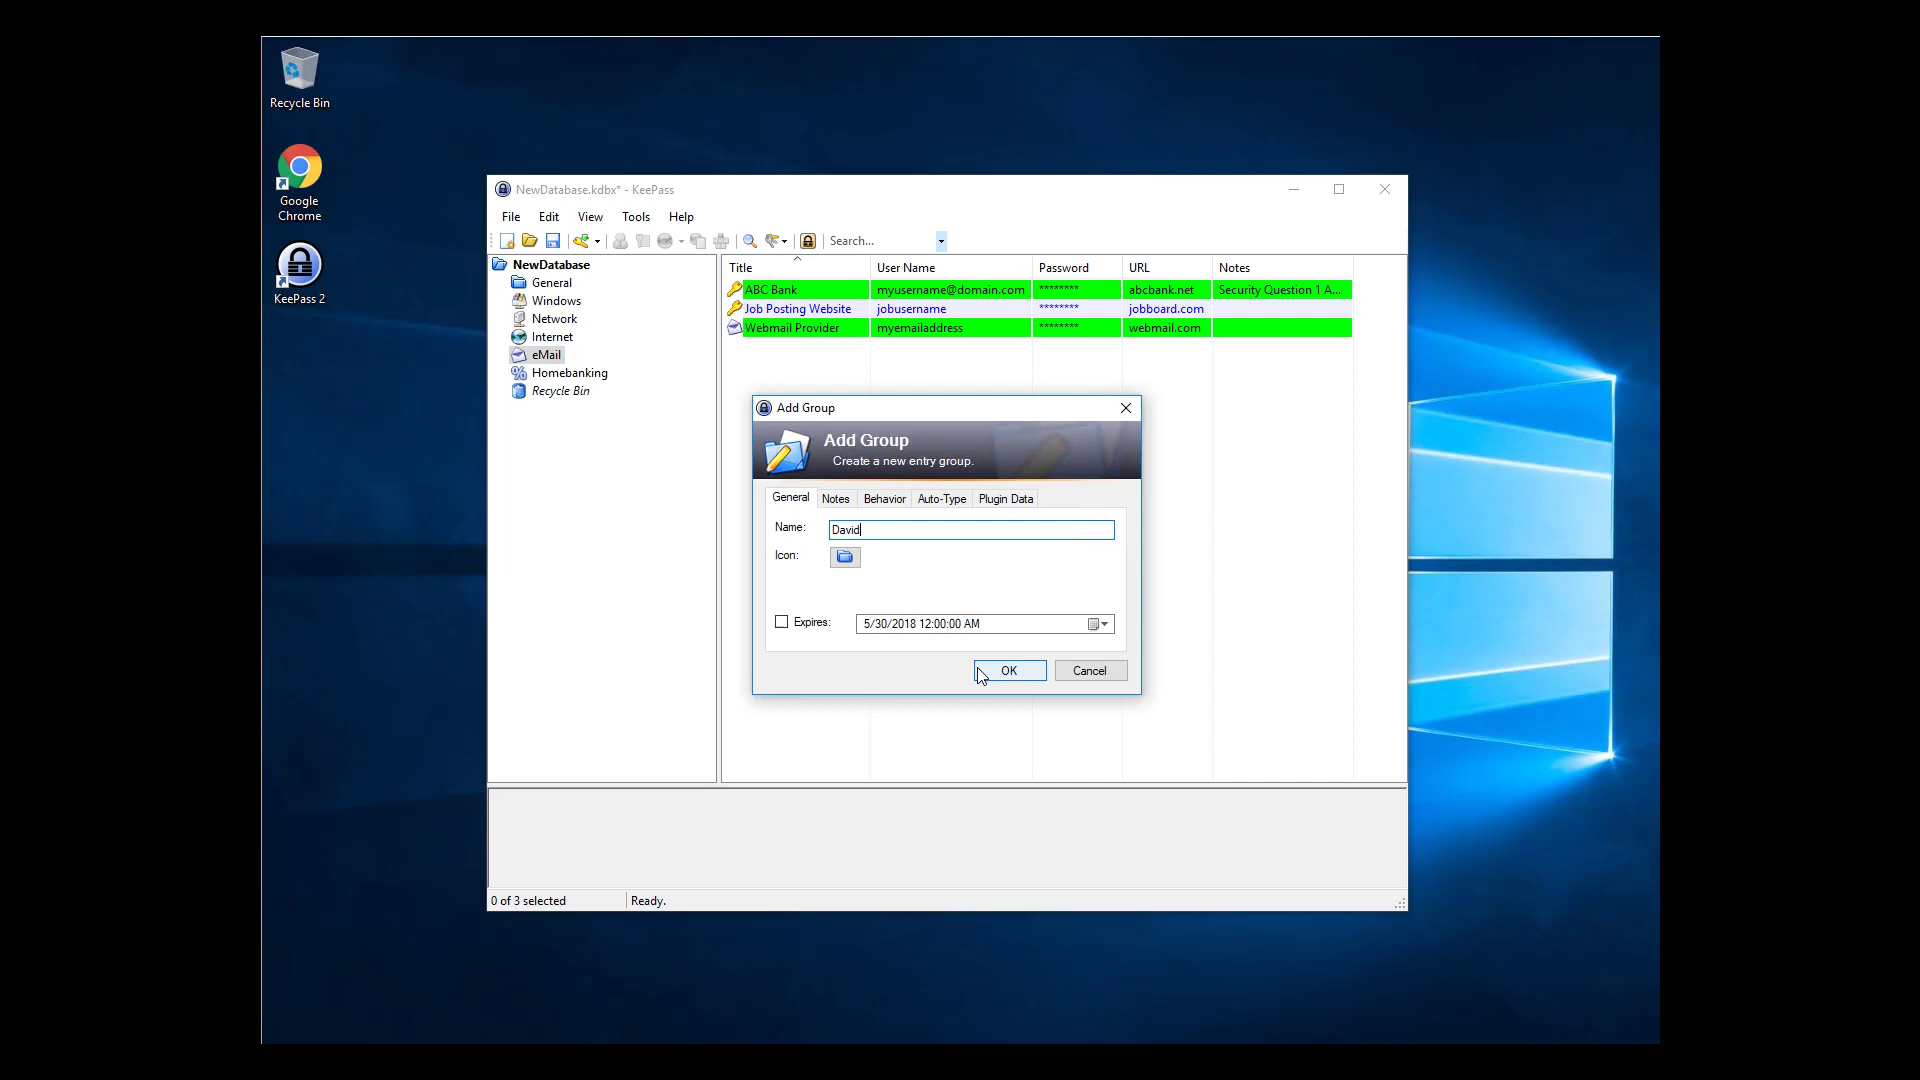 Recycle Bin
Google
Chrome
KeePass 2
NewDatabase.kdbx* - KeePass
File Edit View Tools Help
Search...
NewDatabase
General
Windows
Network
Internet
eMail
Homebanking
Recycle Bin
Title User Name Password URL Notes
ABC Bank myusername@domain.com ******** abcbank.net Security Question 1 A...
Job Posting Website jobusername ******** jobboard.com
Webmail Provider myemailaddress ******** webmail.com
Add Group
Add Group
Create a new entry group.
General Notes Behavior Auto-Type Plugin Data
Name: David
Icon:
Expires: 5/30/2018 12:00:00 AM
OK Cancel
0 of 3 selected Ready.